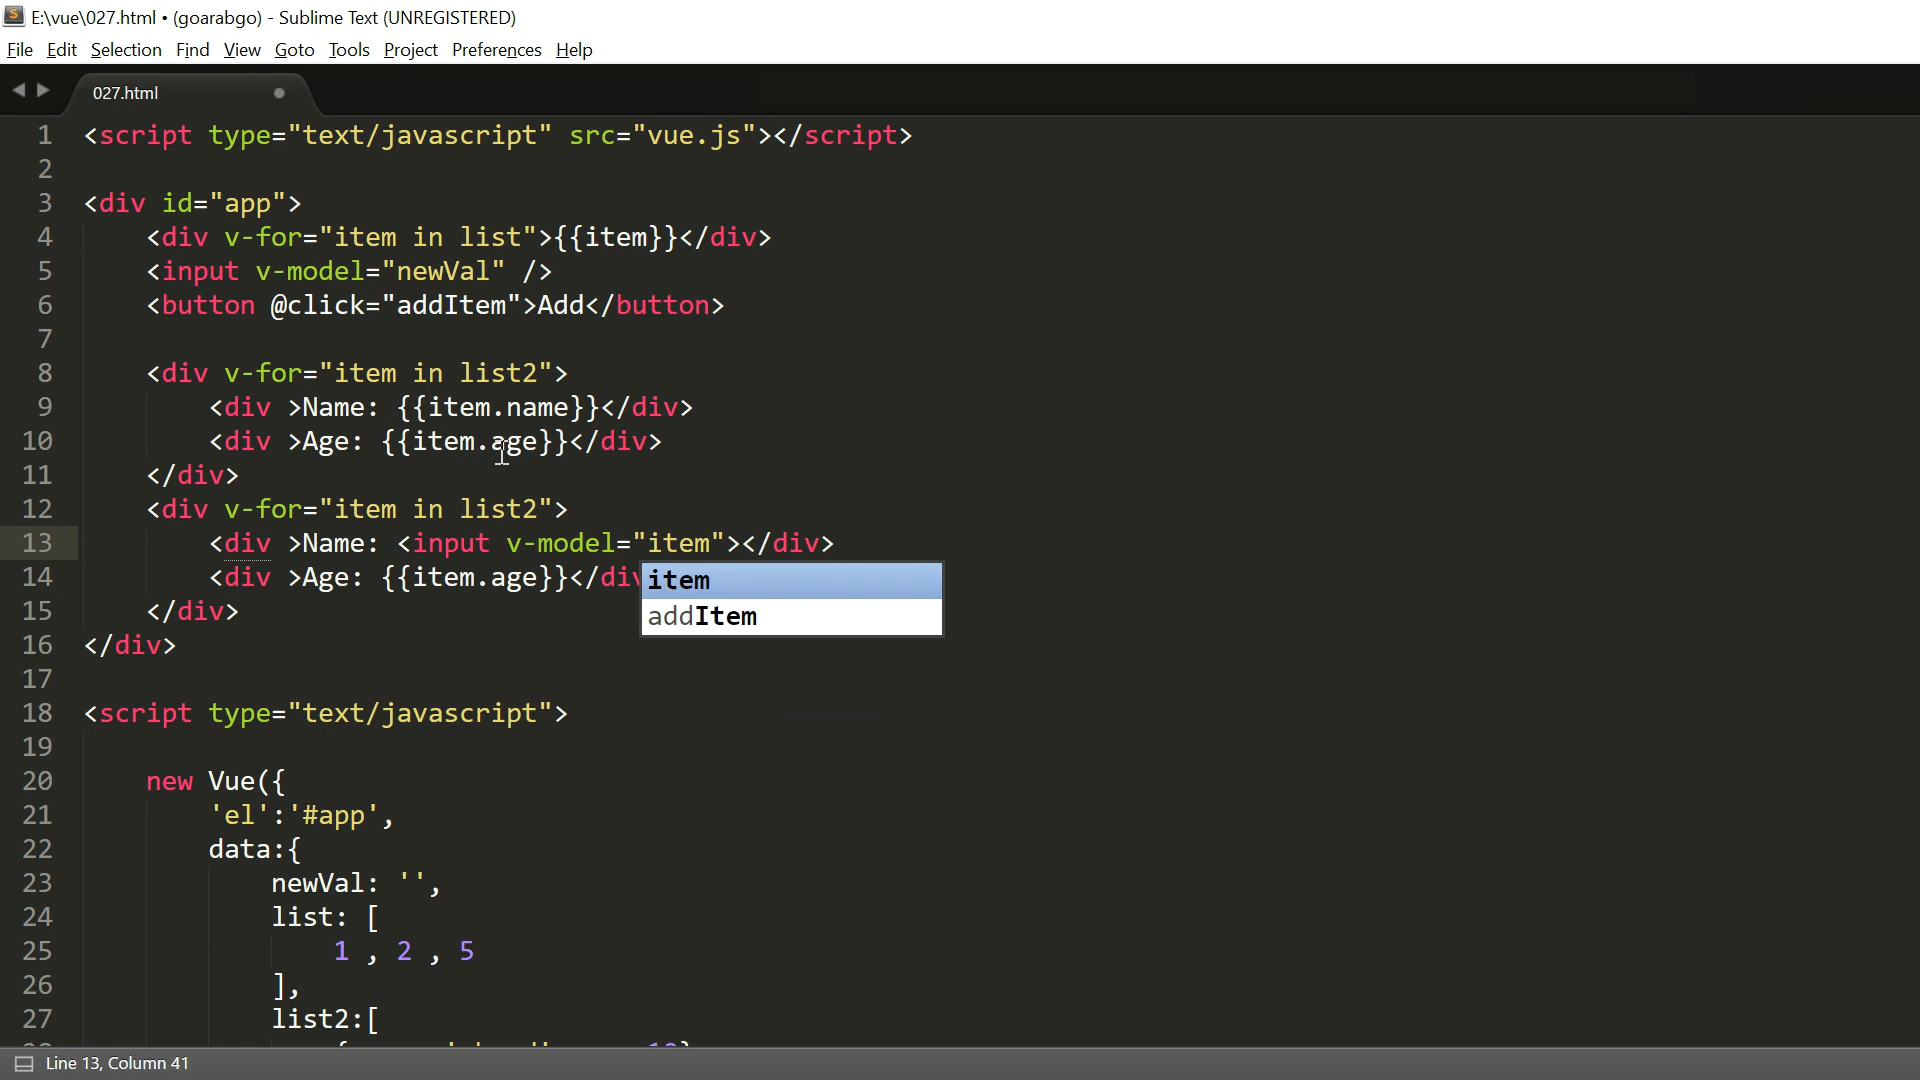 E:\vue\027.html • (goarabgo) - Sublime Text (UNREGISTERED)
File Edit Selection Find View Goto Tools Project Preferences Help
027.html
1 <script type="text/javascript" src="vue.js"></script>
2
3 <div id="app">
4 <div v-for="item in list">{{item}}</div>
5 <input v-model="newVal" />
6 <button @click="addItem">Add</button>
7
8 <div v-for="item in list2">
9 <div >Name: {{item.name}}</div>
10 <div >Age: {{item.age}}</div>
11 </div>
12 <div v-for="item in list2">
13 <div >Name: <input v-model="item"></div>
14 <div >Age: {{item.age}}</div
item
addItem
15 </div>
16 </div>
17
18 <script type="text/javascript">
19
20 new Vue({
21 'el':'#app',
22 data:{
23 newVal: '',
24 list: [
25 1 , 2 , 5
26 ],
27 list2:[
Line 13, Column 41